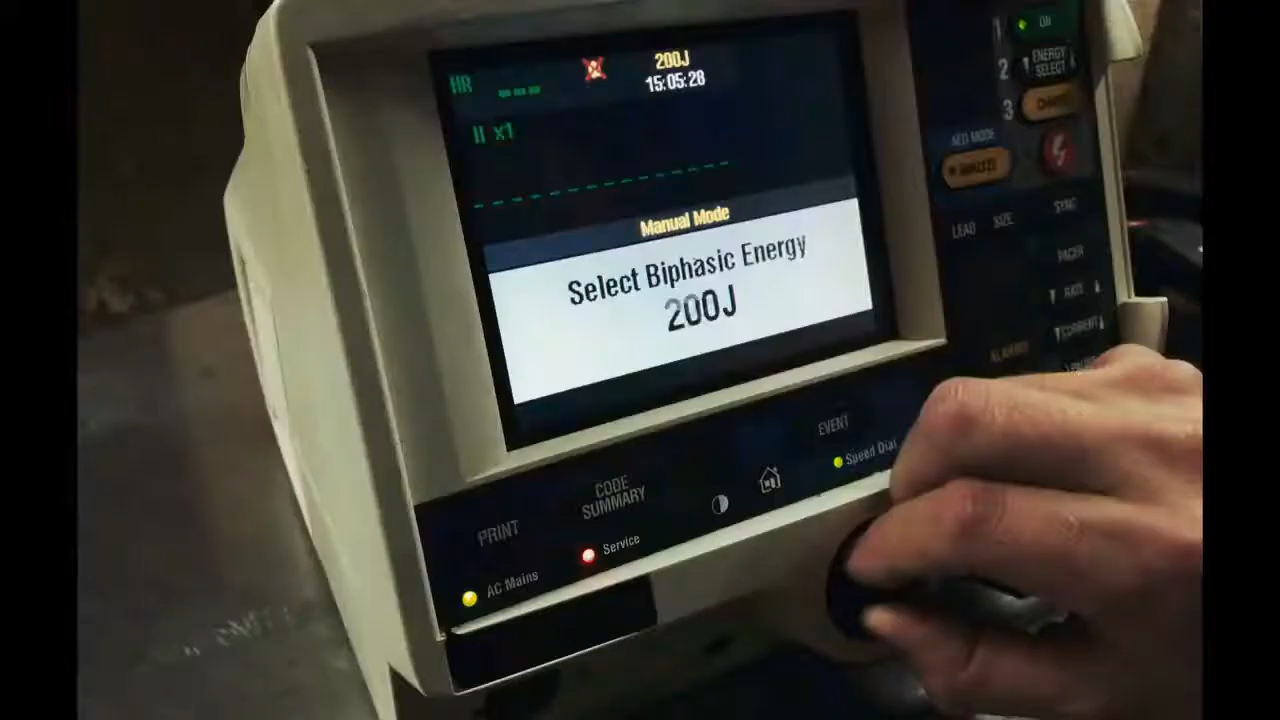 HR --- 200J
15:05:28
II x1
Manual Mode
Select Biphasic Energy
200J
1 ON
2 ENERGY SELECT
3 CHARGE
AED MODE
ANALYZE
LEAD SIZE SYNC
PACER
RATE
CURRENT
ALARMS
EVENT
Speed Dial
CODE
SUMMARY
PRINT
Service
AC Mains